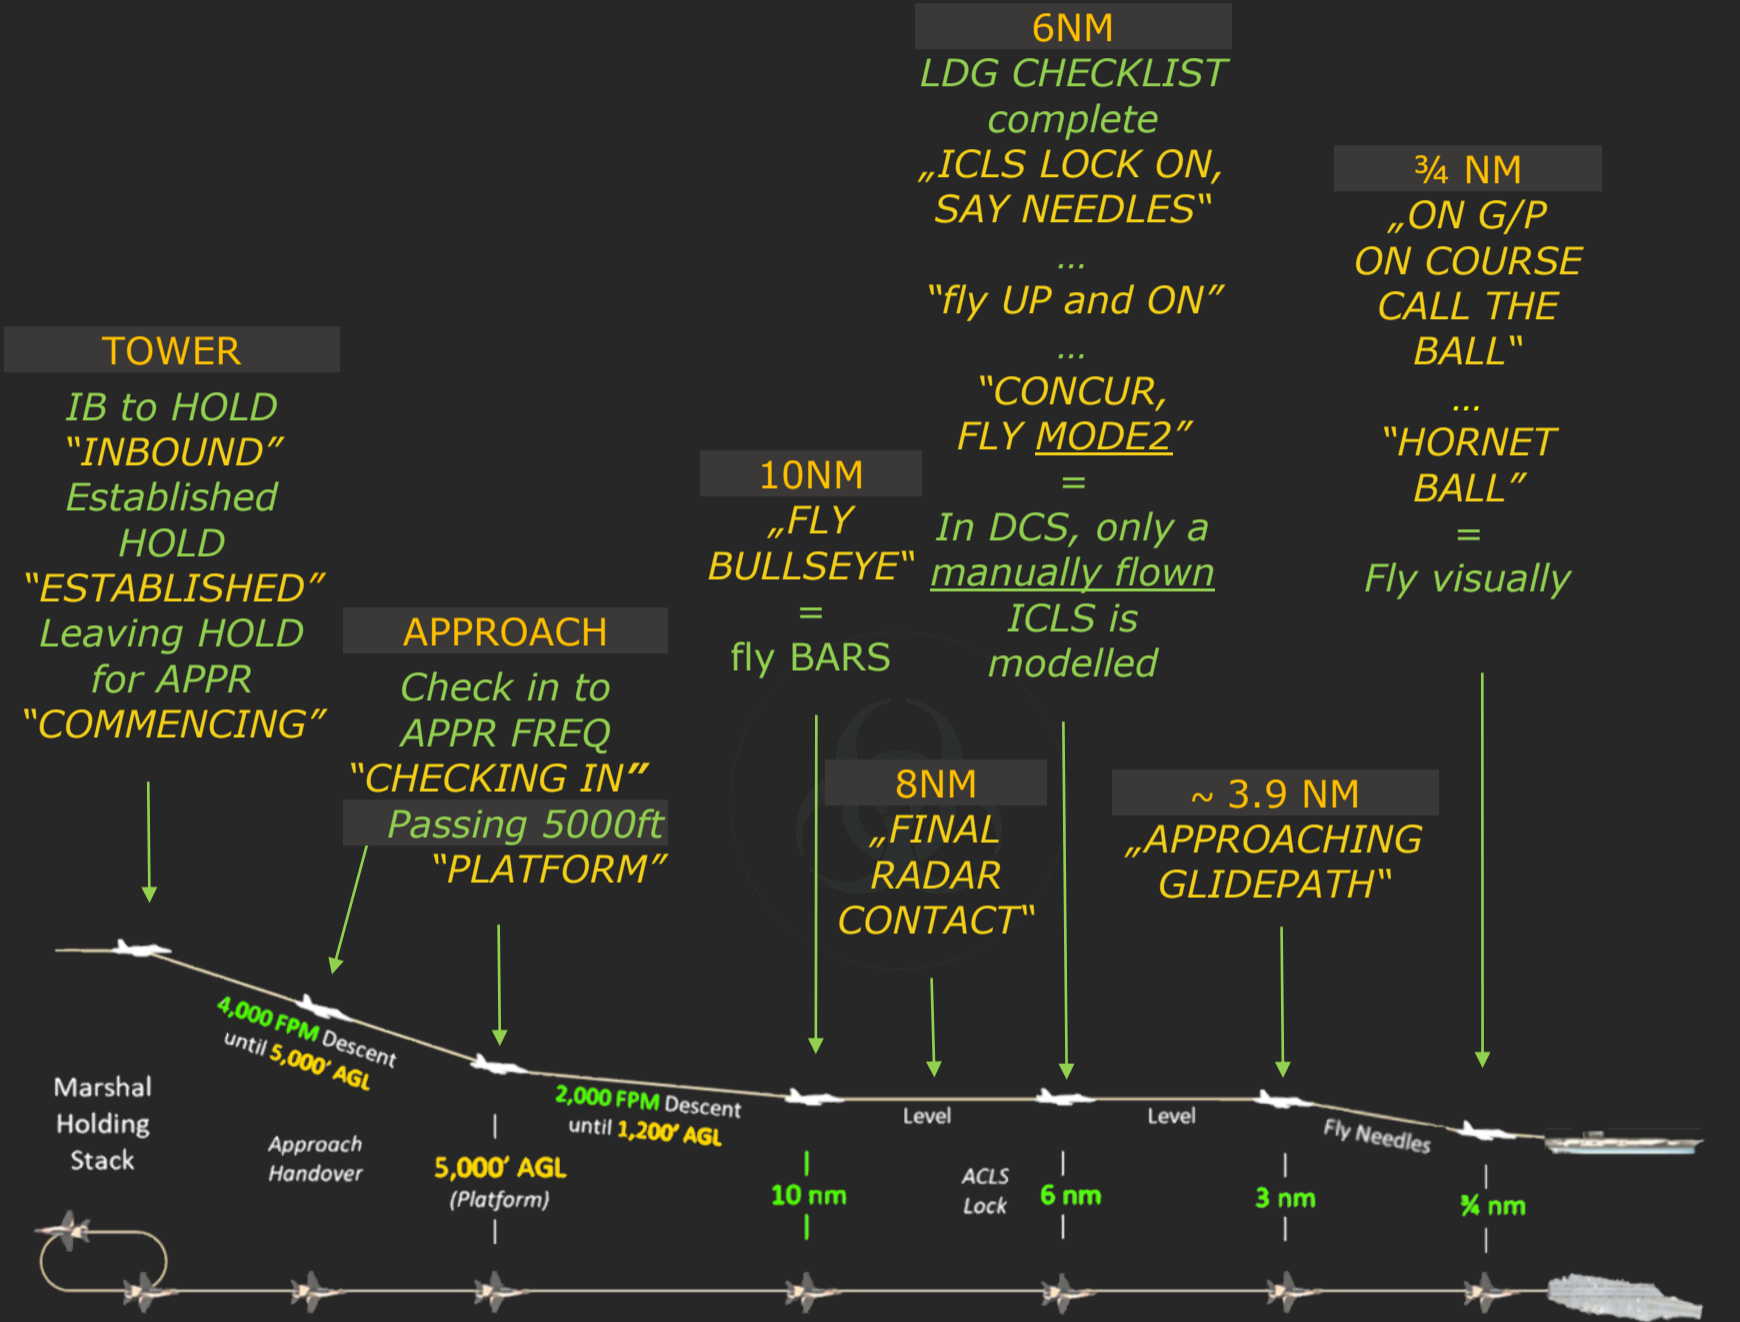 TOWER
IB to HOLD
“INBOUND”
Established
HOLD
“ESTABLISHED”
Leaving HOLD
for APPR
“COMMENCING”
APPROACH
Check in to
APPR FREQ
“CHECKING IN”
Passing 5000ft
“PLATFORM”
10NM
„FLY
BULLSEYE“
=
fly BARS
8NM
„FINAL
RADAR
CONTACT“
6NM
LDG CHECKLIST
complete
„ICLS LOCK ON,
SAY NEEDLES“
…
“fly UP and ON”
…
“CONCUR,
FLY MODE2”
=
In DCS, only a
manually flown
ICLS is
modelled
~ 3.9 NM
„APPROACHING
GLIDEPATH“
¾ NM
„ON G/P
ON COURSE
CALL THE
BALL“
…
“HORNET
BALL”
=
Fly visually
4,000 FPM Descent
until 5,000’ AGL
2,000 FPM Descent
until 1,200’ AGL
Level
Level
Fly Needles
Marshal
Holding
Stack
Approach
Handover
5,000’ AGL
(Platform)
10 nm
ACLS
Lock
6 nm
3 nm
¾ nm